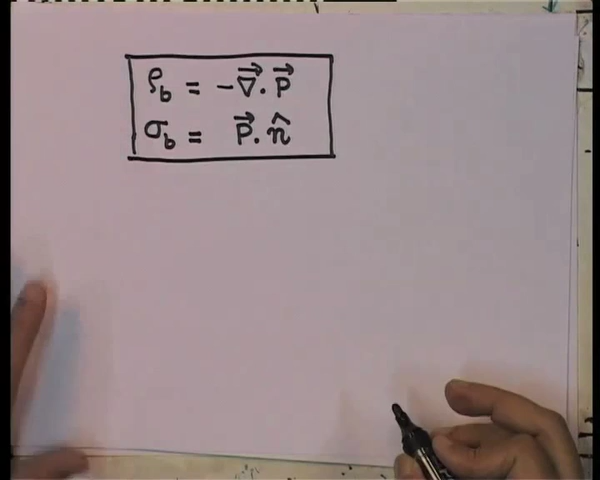 ρ_b = -∇⃗·P⃗
σ_b = P⃗·n̂